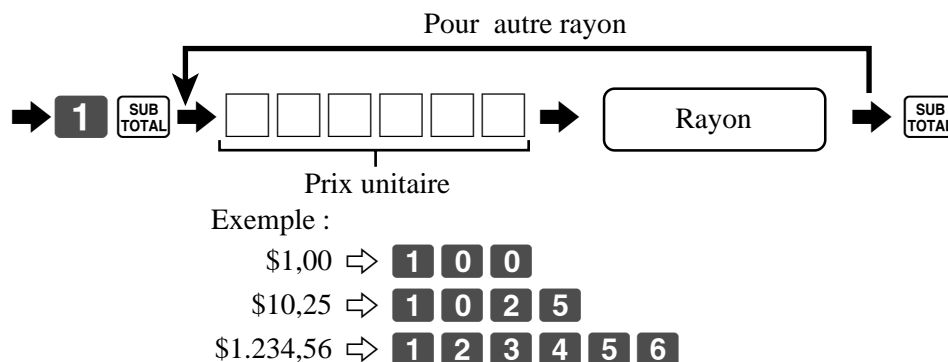 Pour autre rayon
1 SUB TOTAL Rayon SUB TOTAL
Prix unitaire
Exemple :
$1,00 ⇨ 1 0 0
$10,25 ⇨ 1 0 2 5
$1.234,56 ⇨ 1 2 3 4 5 6